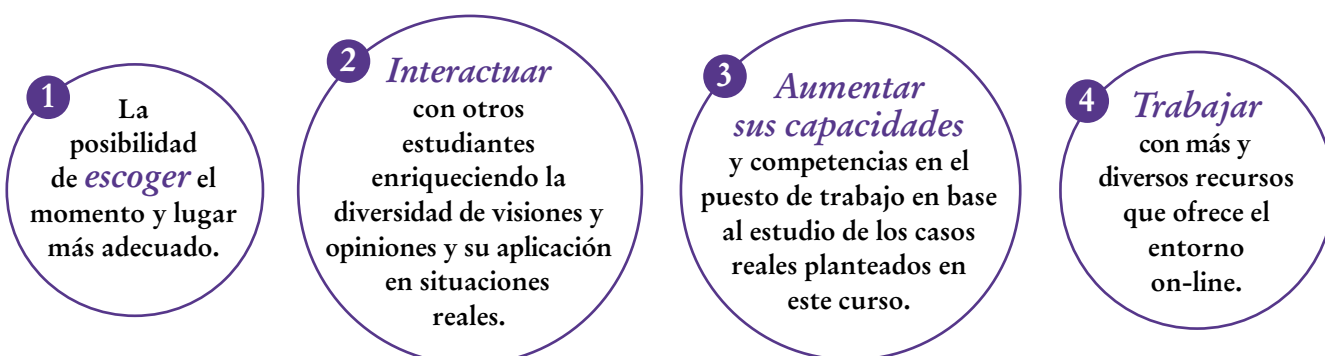 1
La
posibilidad
de escoger el
momento y lugar
más adecuado.
2
Interactuar
con otros
estudiantes
enriqueciendo la
diversidad de visiones y
opiniones y su aplicación
en situaciones
reales.
3
Aumentar
sus capacidades
y competencias en el
puesto de trabajo en base
al estudio de los casos
reales planteados en
este curso.
4
Trabajar
con más y
diversos recursos
que ofrece el
entorno
on-line.